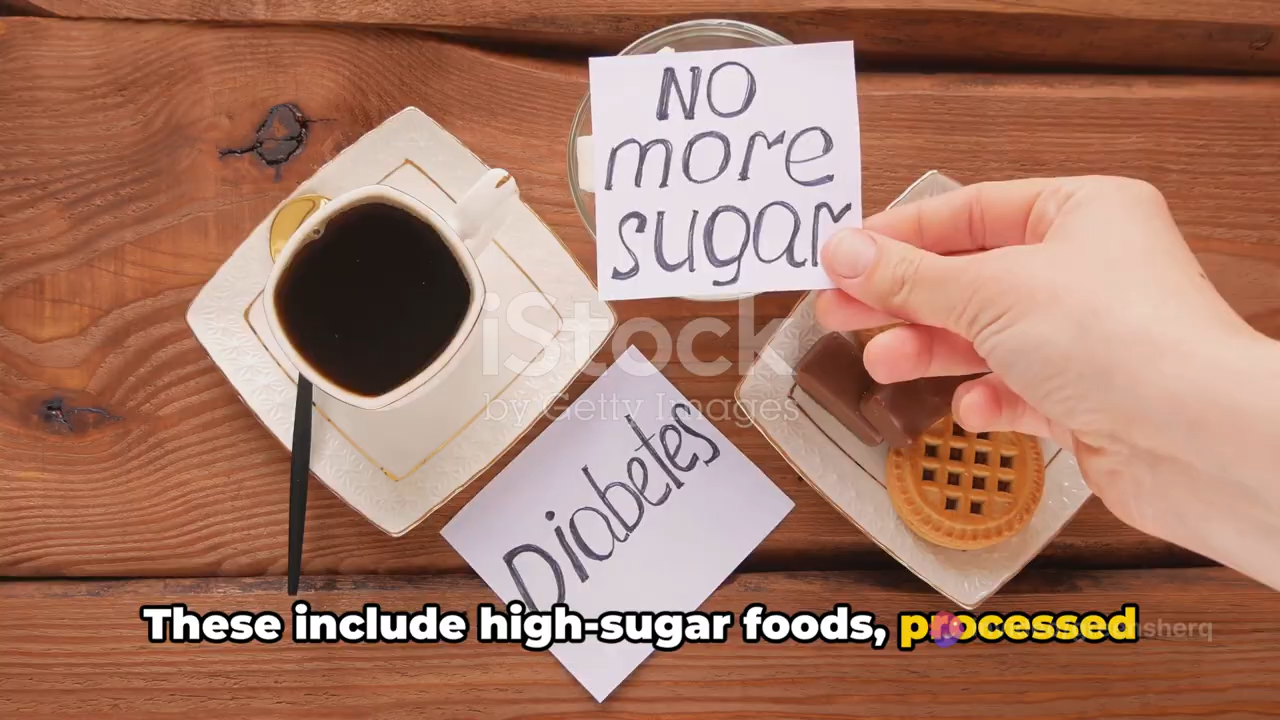 NO
more
sugar
iStock
by Getty Images
Diabetes
These include high-sugar foods, processed